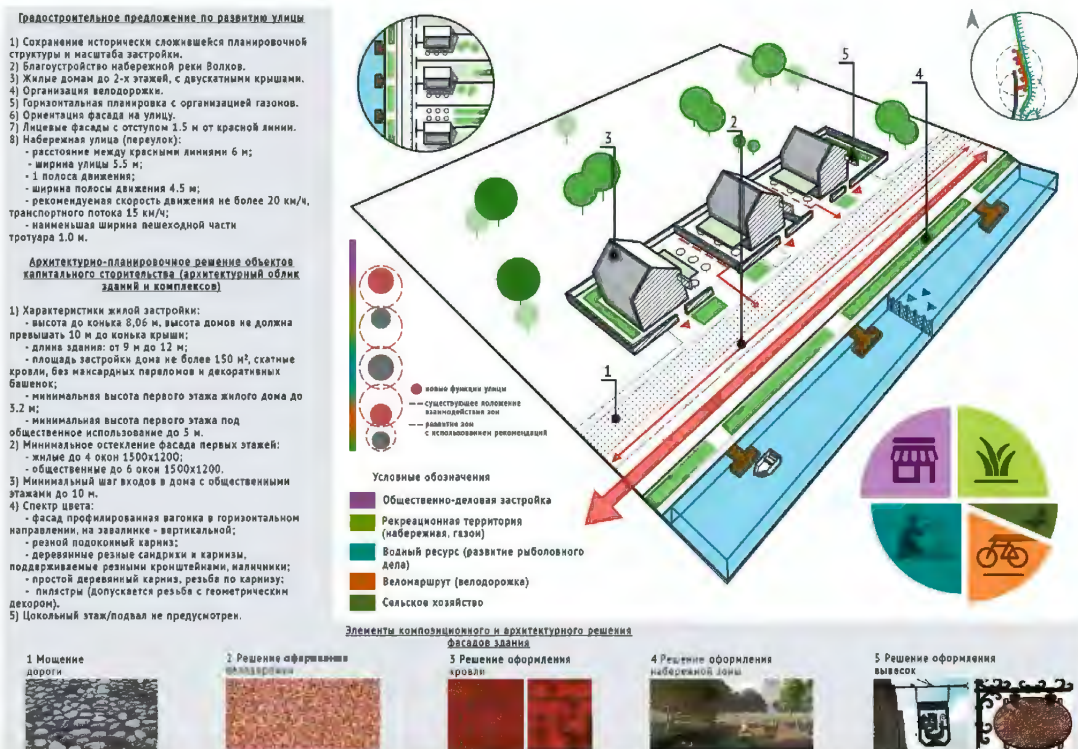 Градостроительное предложение по развитию улицы
1) Сохранение исторически сложившейся планировочной
структуры и масштаба застройки.
2) Благоустройство набережной реки Волхов.
3) Жилые домам до 2-х этажей, с двускатными крышами.
4) Организация велодорожки.
5) Горизонтальная планировка с организацией газонов.
6) Ориентация фасада на улицу.
7) Лицевые фасады с отступом 1.5 м от красной линии.
8) Набережная улица (переулок):
- расстояние между красными линиями 6 м;
- ширина улицы 5.5 м;
- 1 полоса движения;
- ширина полосы движения 4.5 м;
- рекомендуемая скорость движения не более 20 км/ч,
транспортного потока 15 км/ч;
- наименьшая ширина пешеходной части
тротуара 1.0 м.
Архитектурно-планировочное решение объектов
капитального сторительства (архитектурный облик
зданий и комплексов)
1) Характеристики жилой застройки:
- высота до конька 8,06 м, высота домов не должна
превышать 10 м до конька крыши;
- длина здания: от 9 м до 12 м;
- площадь застройки дома не более 150 м², скатные
кровли, без мансардных переломов и декоративных
башенок;
- минимальная высота первого этажа жилого дома до
3.2 м;
- минимальная высота первого этажа под
общественное использование до 5 м.
2) Минимальное остекление фасада первых этажей:
- жилые до 4 окон 1500х1200;
- общественные до 6 окон 1500х1200.
3) Минимальный шаг входов в дома с общественными
этажами до 10 м.
4) Спектр цвета:
- фасад профилированная вагонка в горизонтальном
направлении, на завалинке - вертикальной;
- резной подоконный карниз;
- деревянные резные сандрики и карнизы,
поддерживаемые резными кронштейнами, наличники;
- простой деревянный карниз, резьба по карнизу;
- пилястры (допускается резьба с геометрическим
декором).
5) Цокольный этаж/подвал не предусмотрен.
1
2
3
4
5
новые функции улицы
существующее положение
взаимодействия зон
развитие зон
с использованием рекомендаций
Условные обозначения
Общественно-деловая застройка
Рекреационная территория
(набережная, газон)
Водный ресурс (развитие рыболовного
дела)
Веломаршрут (велодорожка)
Сельское хозяйство
Элементы композиционного и архитектурного решения
фасадов здания
1 Мощение
дороги
2 Решение оформления
велодорожки
3 Решение оформления
кровли
4 Решение оформления
набережной зоны
5 Решение оформления
вывесок